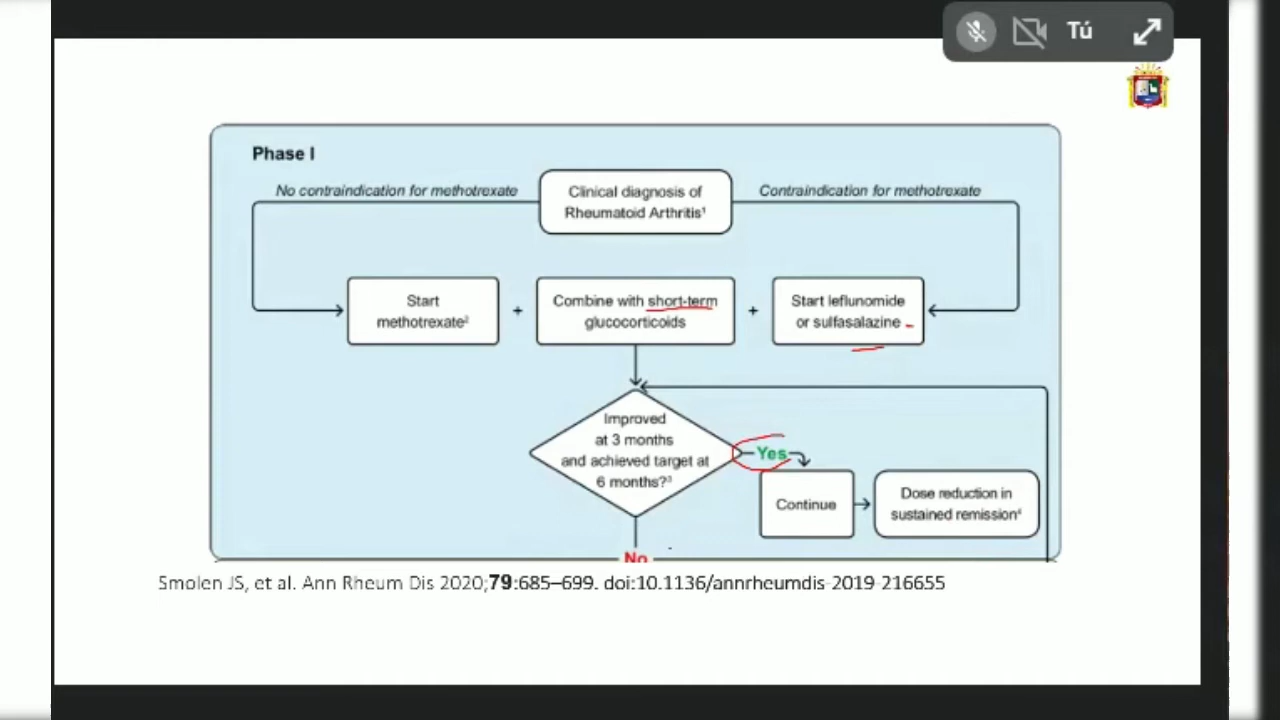 Tú
Phase I
No contraindication for methotrexate
Clinical diagnosis of
Rheumatoid Arthritis¹
Contraindication for methotrexate
Start
methotrexate²
+
Combine with short-term
glucocorticoids
+
Start leflunomide
or sulfasalazine
Improved
at 3 months
and achieved target at
6 months?³
Yes
Continue
Dose reduction in
sustained remission⁴
No
Smolen JS, et al. Ann Rheum Dis 2020;79:685–699. doi:10.1136/annrheumdis-2019-216655